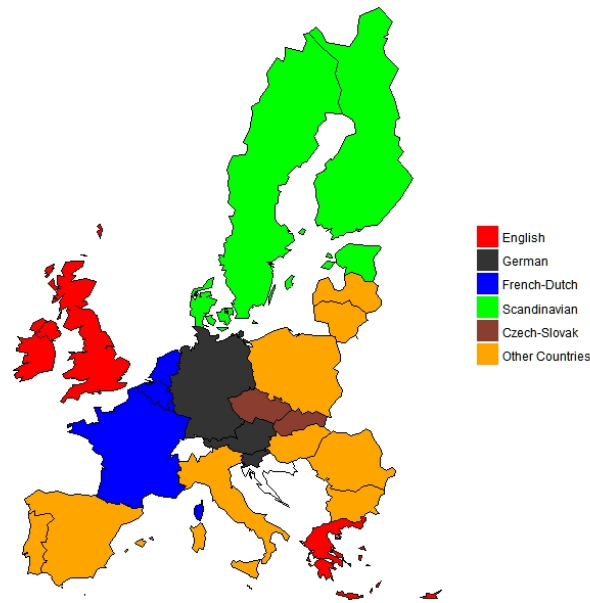 English
German
French-Dutch
Scandinavian
Czech-Slovak
Other Countries